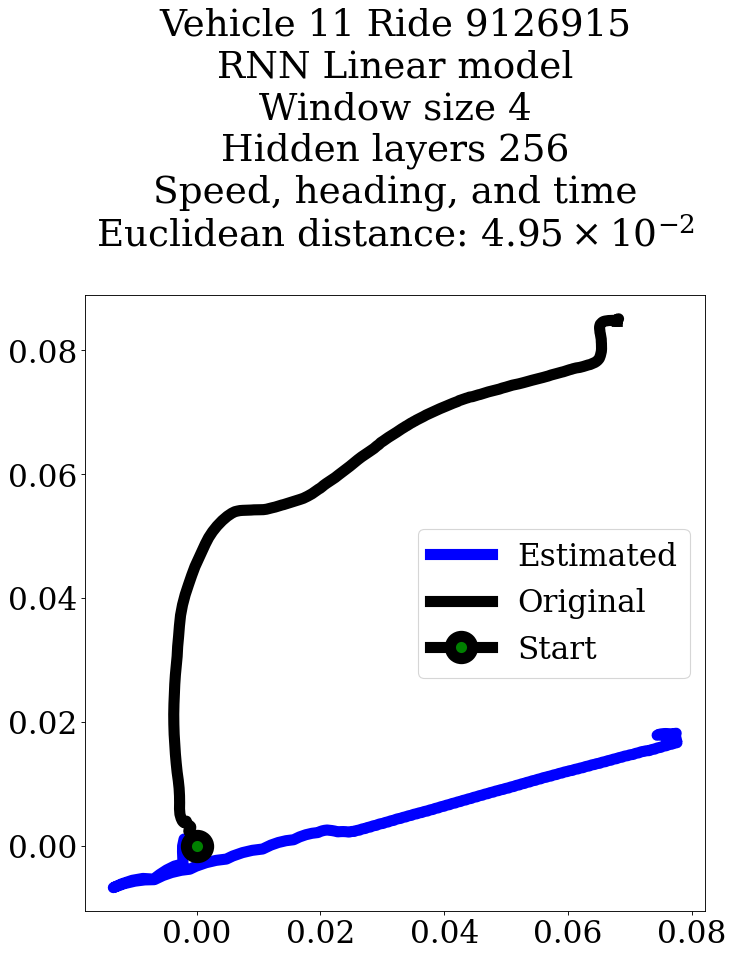 Vehicle 11 Ride 9126915
RNN Linear model
Window size 4
Hidden layers 256
Speed, heading, and time
Euclidean distance: 4.95 × 10⁻²
0.08
0.06
0.04
0.02
0.00
Estimated
Original
Start
0.00 0.02 0.04 0.06 0.08